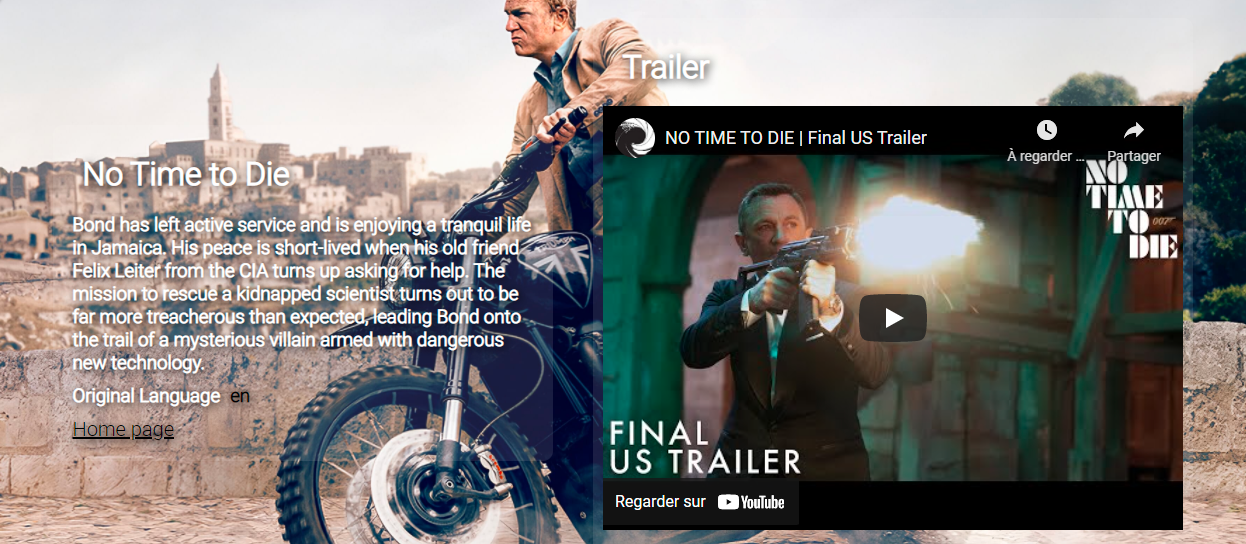 No Time to Die
Bond has left active service and is enjoying a tranquil life
in Jamaica. His peace is short-lived when his old friend
Felix Leiter from the CIA turns up asking for help. The
mission to rescue a kidnapped scientist turns out to be
far more treacherous than expected, leading Bond onto
the trail of a mysterious villain armed with dangerous
new technology.
Original Language en
Home page
Trailer
NO TIME TO DIE | Final US Trailer
À regarder ...
Partager
NO
TIME
TO 007
DIE
FINAL
US TRAILER
Regarder sur YouTube